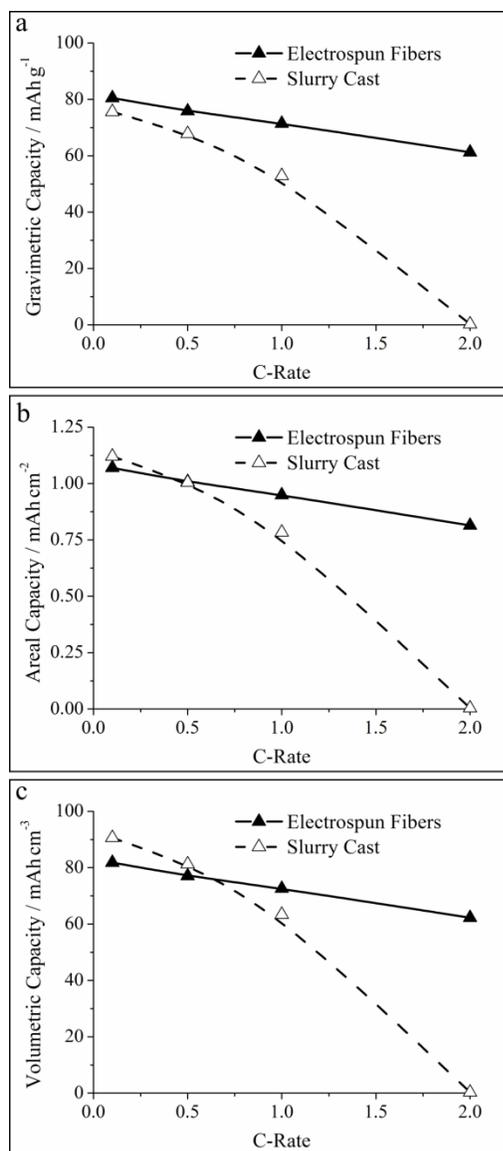 a
100
80
60
40
20
0
Gravimetric Capacity / mAh g⁻¹
Electrospun Fibers
Slurry Cast
0.0 0.5 1.0 1.5 2.0
C-Rate
b
1.25
1.00
0.75
0.50
0.25
0.00
Areal Capacity / mAh cm⁻²
Electrospun Fibers
Slurry Cast
0.0 0.5 1.0 1.5 2.0
C-Rate
c
100
80
60
40
20
0
Volumetric Capacity / mAh cm⁻³
Electrospun Fibers
Slurry Cast
0.0 0.5 1.0 1.5 2.0
C-Rate